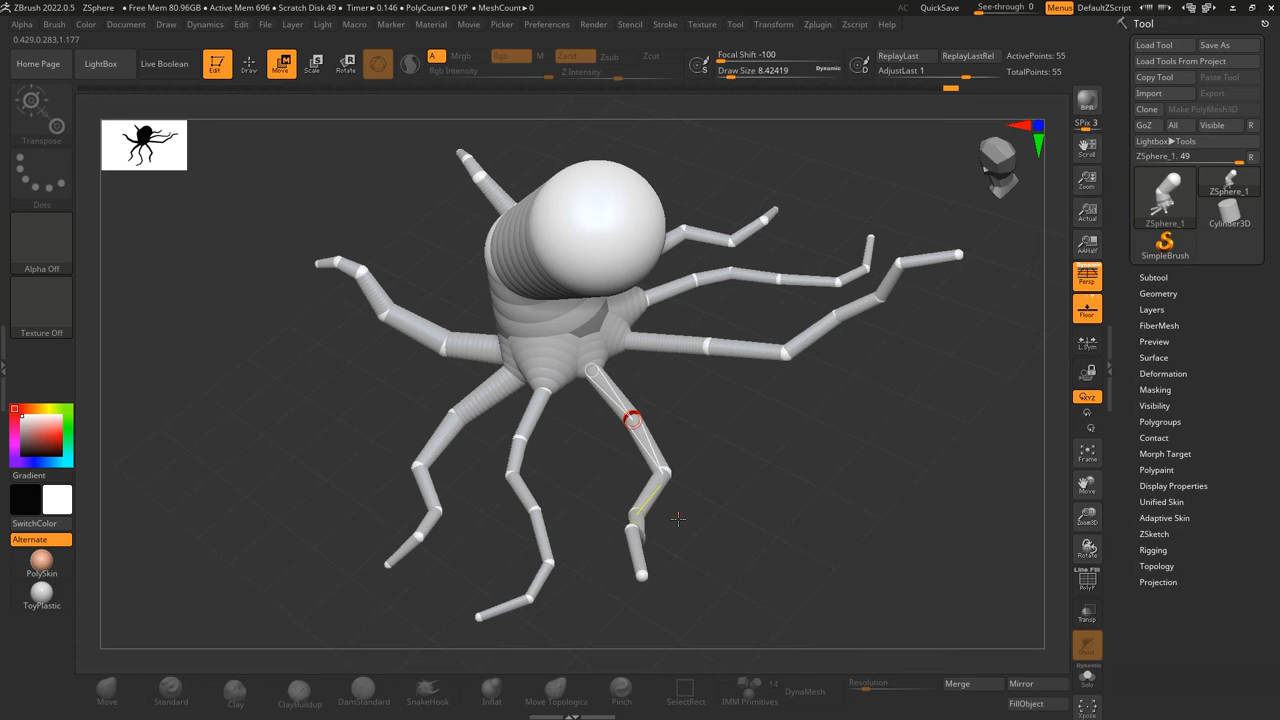 ZBrush 2022.0.5 ZSphere • Free Mem 80.96GB • Active Mem 509 • Scratch Disk 49 • Timer▸0.146 • PolyCount▸0 KP • MeshCount▸0 AC QuickSave See-through 0 Menus DefaultZScript
Alpha Brush Color Document Draw Dynamics Edit File Layer Light Macro Marker Material Movie Picker Preferences Render Stencil Stroke Texture Tool Transform Zplugin Zscript Help
0.429,0.283,1.177
Home Page LightBox Live Boolean Edit Draw Move Scale Rotate
A Mrgb Rgb M Zadd Zsub Zcut
Rgb Intensity Z Intensity
Focal Shift -100
Draw Size 8.42419 Dynamic
S D
ReplayLast ReplayLastRel ActivePoints: 55
AdjustLast 1 TotalPoints: 55
Transpose
Dots
Alpha Off
Texture Off
Gradient
SwitchColor
Alternate
PolySkin
ToyPlastic
BPR
SPix 3
Scroll
Zoom
Actual
AAHalf
Dynamic
Persp
Floor
L.Sym
XYZ
Frame
Move
Zoom3D
Rotate
Line Fill
PolyF
Transp
Ghost
Dynamic
Solo
Xpose
Tool
Load Tool Save As
Load Tools From Project
Copy Tool Paste Tool
Import Export
Clone Make PolyMesh3D
GoZ All Visible R
Lightbox▸Tools
ZSphere_1. 49 R
ZSphere_1 ZSphere_1
Cylinder3D
SimpleBrush
Subtool
Geometry
Layers
FiberMesh
Preview
Surface
Deformation
Masking
Visibility
Polygroups
Contact
Morph Target
Polypaint
Display Properties
Unified Skin
Adaptive Skin
ZSketch
Rigging
Topology
Projection
Move Standard Clay ClayBuildup DamStandard SnakeHook Inflat Move Topologica Pinch SelectRect IMM Primitives 14 DynaMesh
Resolution
Merge Mirror
FillObject